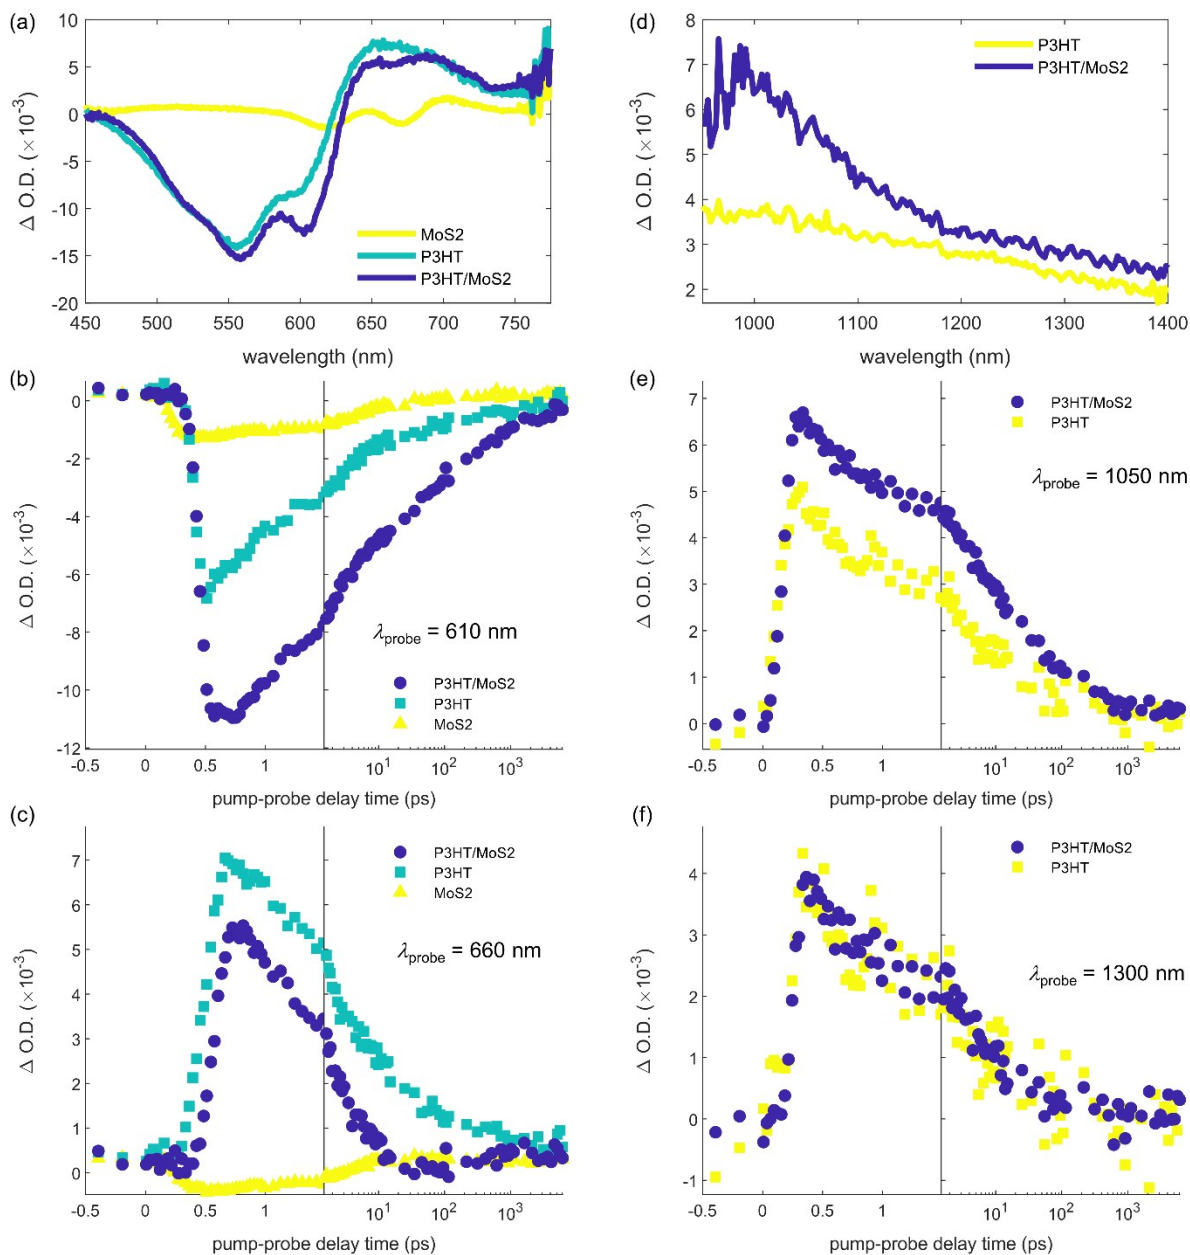 (a)
10
5
0
-5
-10
-15
-20
Δ O.D. (×10⁻³)
MoS2
P3HT
P3HT/MoS2
450 500 550 600 650 700 750
wavelength (nm)
(d)
8
7
6
5
4
3
2
Δ O.D. (×10⁻³)
P3HT
P3HT/MoS2
1000 1100 1200 1300 1400
wavelength (nm)
(b)
0
-2
-4
-6
-8
-10
-12
Δ O.D. (×10⁻³)
λprobe = 610 nm
P3HT/MoS2
P3HT
MoS2
-0.5 0 0.5 1 10¹ 10² 10³
pump-probe delay time (ps)
(e)
7
6
5
4
3
2
1
0
Δ O.D. (×10⁻³)
P3HT/MoS2
P3HT
λprobe = 1050 nm
-0.5 0 0.5 1 10¹ 10² 10³
pump-probe delay time (ps)
(c)
7
6
5
4
3
2
1
0
Δ O.D. (×10⁻³)
P3HT/MoS2
P3HT
MoS2
λprobe = 660 nm
-0.5 0 0.5 1 10¹ 10² 10³
pump-probe delay time (ps)
(f)
4
3
2
1
0
-1
Δ O.D. (×10⁻³)
P3HT/MoS2
P3HT
λprobe = 1300 nm
-0.5 0 0.5 1 10¹ 10² 10³
pump-probe delay time (ps)